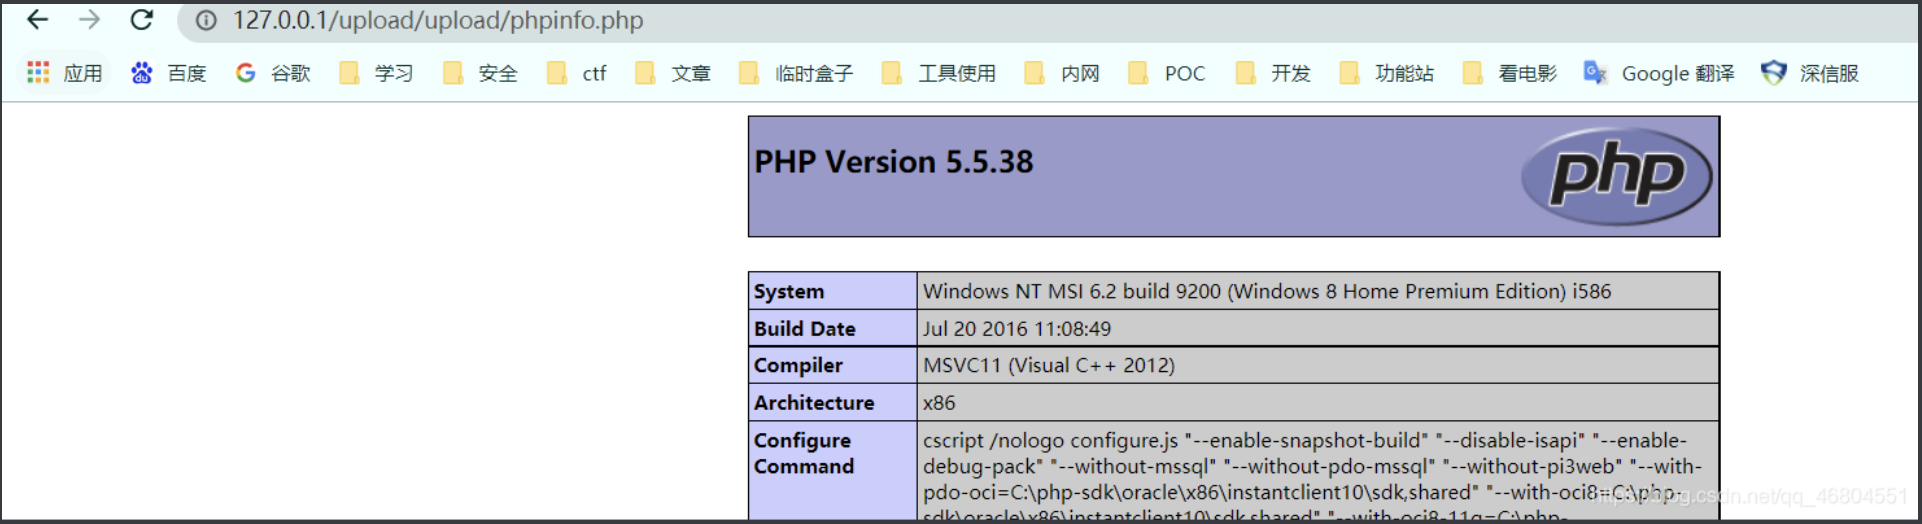 127.0.0.1/upload/upload/phpinfo.php
应用 百度 谷歌 学习 安全 ctf 文章 临时盒子 工具使用 内网 POC 开发 功能站 看电影 Google 翻译 深信服
PHP Version 5.5.38
php
System Windows NT MSI 6.2 build 9200 (Windows 8 Home Premium Edition) i586
Build Date Jul 20 2016 11:08:49
Compiler MSVC11 (Visual C++ 2012)
Architecture x86
Configure Command cscript /nologo configure.js "--enable-snapshot-build" "--disable-isapi" "--enable-
debug-pack" "--without-mssql" "--without-pdo-mssql" "--without-pi3web" "--with-
pdo-oci=C:\php-sdk\oracle\x86\instantclient10\sdk,shared" "--with-oci8=C:\php-
sdk\oracle\x86\instantclient10\sdk,shared" "--with-oci8-11g=C:\php-
https://blog.csdn.net/qq_46804551